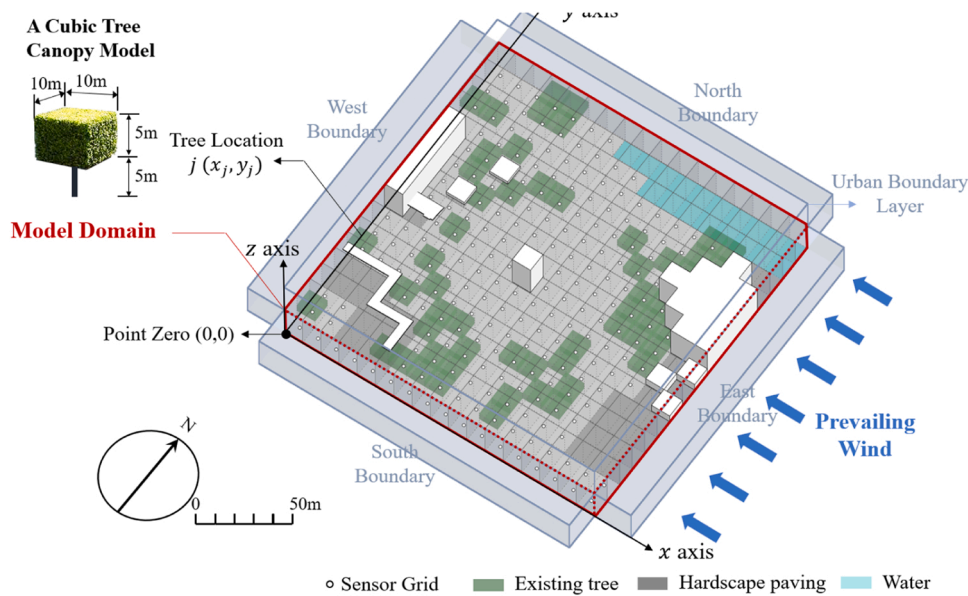 A Cubic Tree
Canopy Model
10m
10m
5m
5m
Tree Location
j (xj, yj)
Model Domain
z axis
Point Zero (0,0)
y axis
West
Boundary
North
Boundary
Urban Boundary
Layer
East
Boundary
Prevailing
Wind
South
Boundary
x axis
N
0
50m
Sensor Grid
Existing tree
Hardscape paving
Water